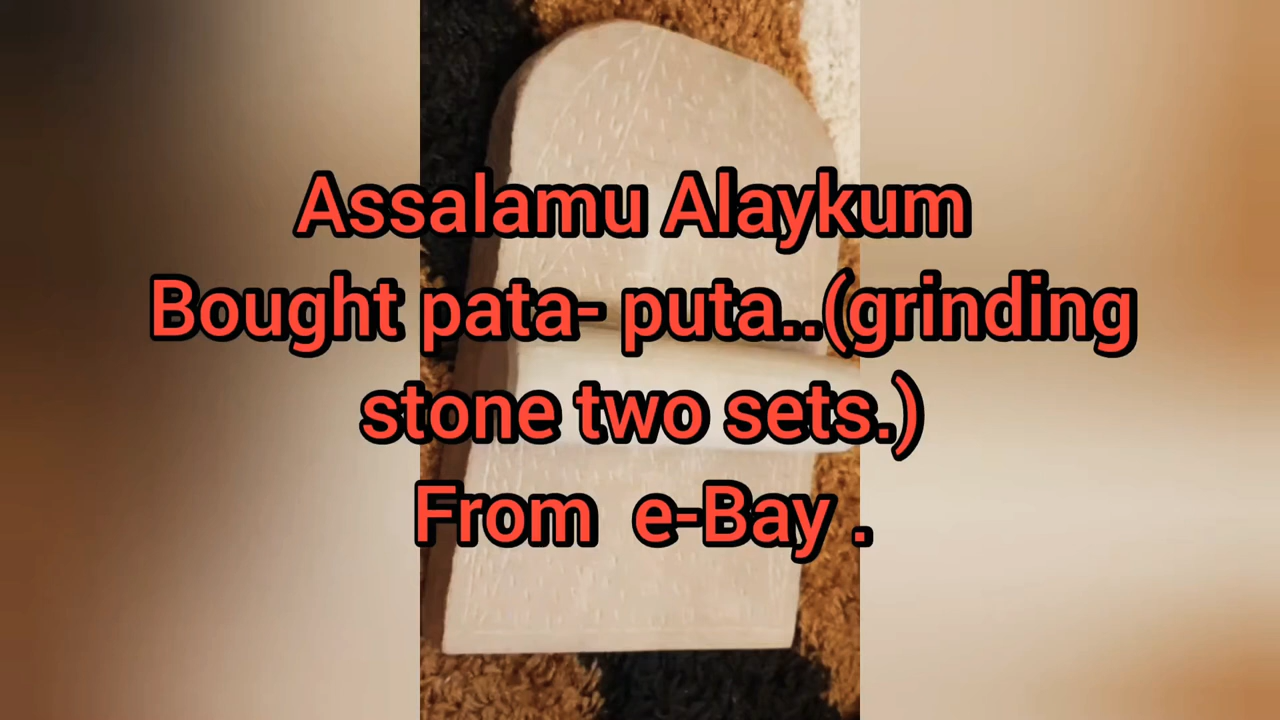 Assalamu Alaykum
Bought pata- puta..(grinding
stone two sets.)
From e-Bay .